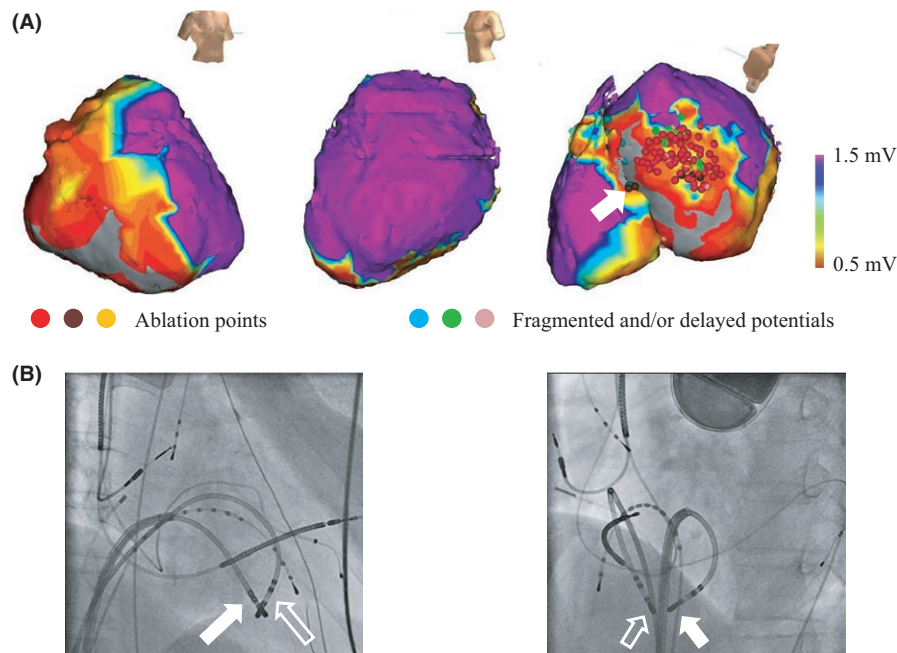 (A)
1.5 mV
0.5 mV
Ablation points
Fragmented and/or delayed potentials
(B)